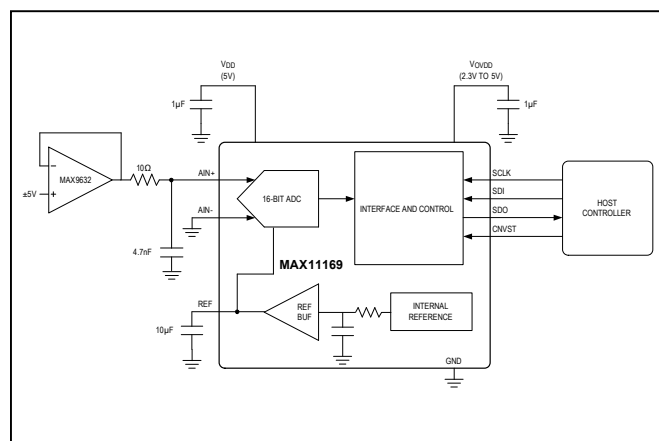 VDD
(5V)
VOVDD
(2.3V TO 5V)
1µF
1µF
MAX9632
10Ω
±5V
-
+
4.7nF
AIN+
AIN-
16-BIT ADC
INTERFACE AND CONTROL
SCLK
SDI
SDO
CNVST
HOST
CONTROLLER
MAX11169
REF
10µF
REF
BUF
INTERNAL
REFERENCE
GND